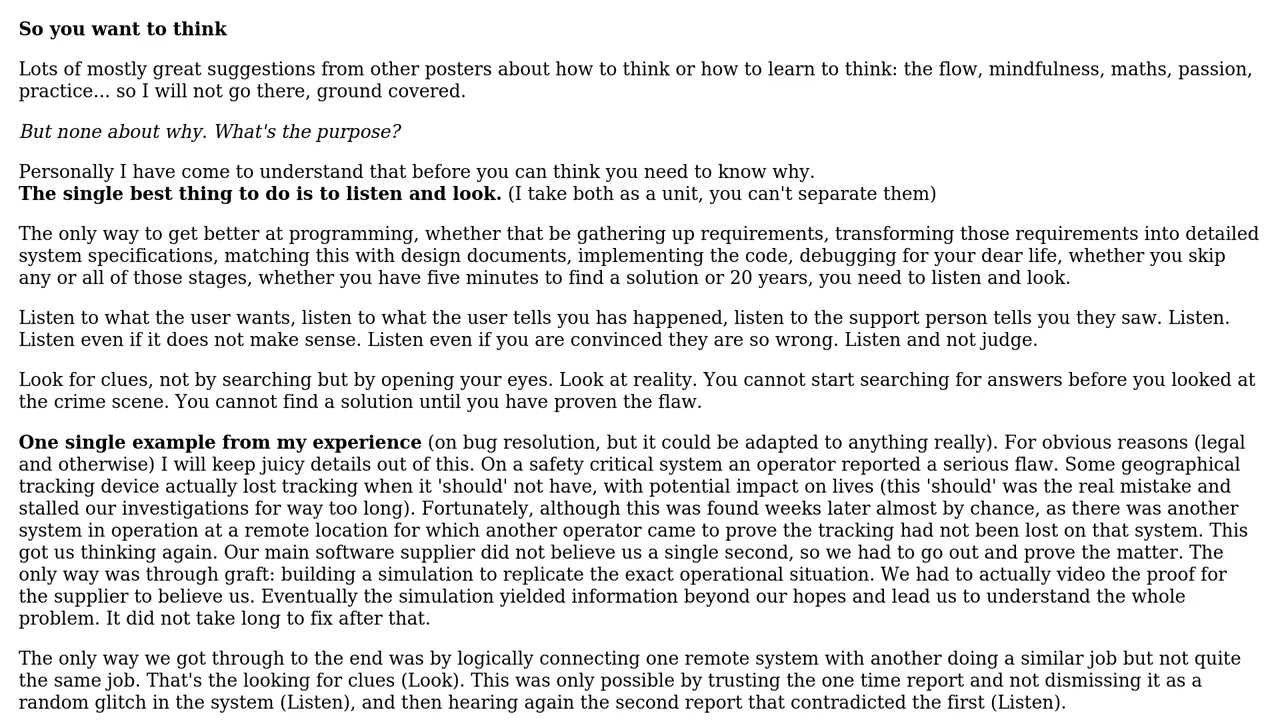 So you want to think
Lots of mostly great suggestions from other posters about how to think or how to learn to think: the flow, mindfulness, maths, passion,
practice... so I will not go there, ground covered.
But none about why. What's the purpose?
Personally I have come to understand that before you can think you need to know why.
The single best thing to do is to listen and look. (I take both as a unit, you can't separate them)
The only way to get better at programming, whether that be gathering up requirements, transforming those requirements into detailed
system specifications, matching this with design documents, implementing the code, debugging for your dear life, whether you skip
any or all of those stages, whether you have five minutes to find a solution or 20 years, you need to listen and look.
Listen to what the user wants, listen to what the user tells you has happened, listen to the support person tells you they saw. Listen.
Listen even if it does not make sense. Listen even if you are convinced they are so wrong. Listen and not judge.
Look for clues, not by searching but by opening your eyes. Look at reality. You cannot start searching for answers before you looked at
the crime scene. You cannot find a solution until you have proven the flaw.
One single example from my experience (on bug resolution, but it could be adapted to anything really). For obvious reasons (legal
and otherwise) I will keep juicy details out of this. On a safety critical system an operator reported a serious flaw. Some geographical
tracking device actually lost tracking when it 'should' not have, with potential impact on lives (this 'should' was the real mistake and
stalled our investigations for way too long). Fortunately, although this was found weeks later almost by chance, as there was another
system in operation at a remote location for which another operator came to prove the tracking had not been lost on that system. This
got us thinking again. Our main software supplier did not believe us a single second, so we had to go out and prove the matter. The
only way was through graft: building a simulation to replicate the exact operational situation. We had to actually video the proof for
the supplier to believe us. Eventually the simulation yielded information beyond our hopes and lead us to understand the whole
problem. It did not take long to fix after that.
The only way we got through to the end was by logically connecting one remote system with another doing a similar job but not quite
the same job. That's the looking for clues (Look). This was only possible by trusting the one time report and not dismissing it as a
random glitch in the system (Listen), and then hearing again the second report that contradicted the first (Listen).